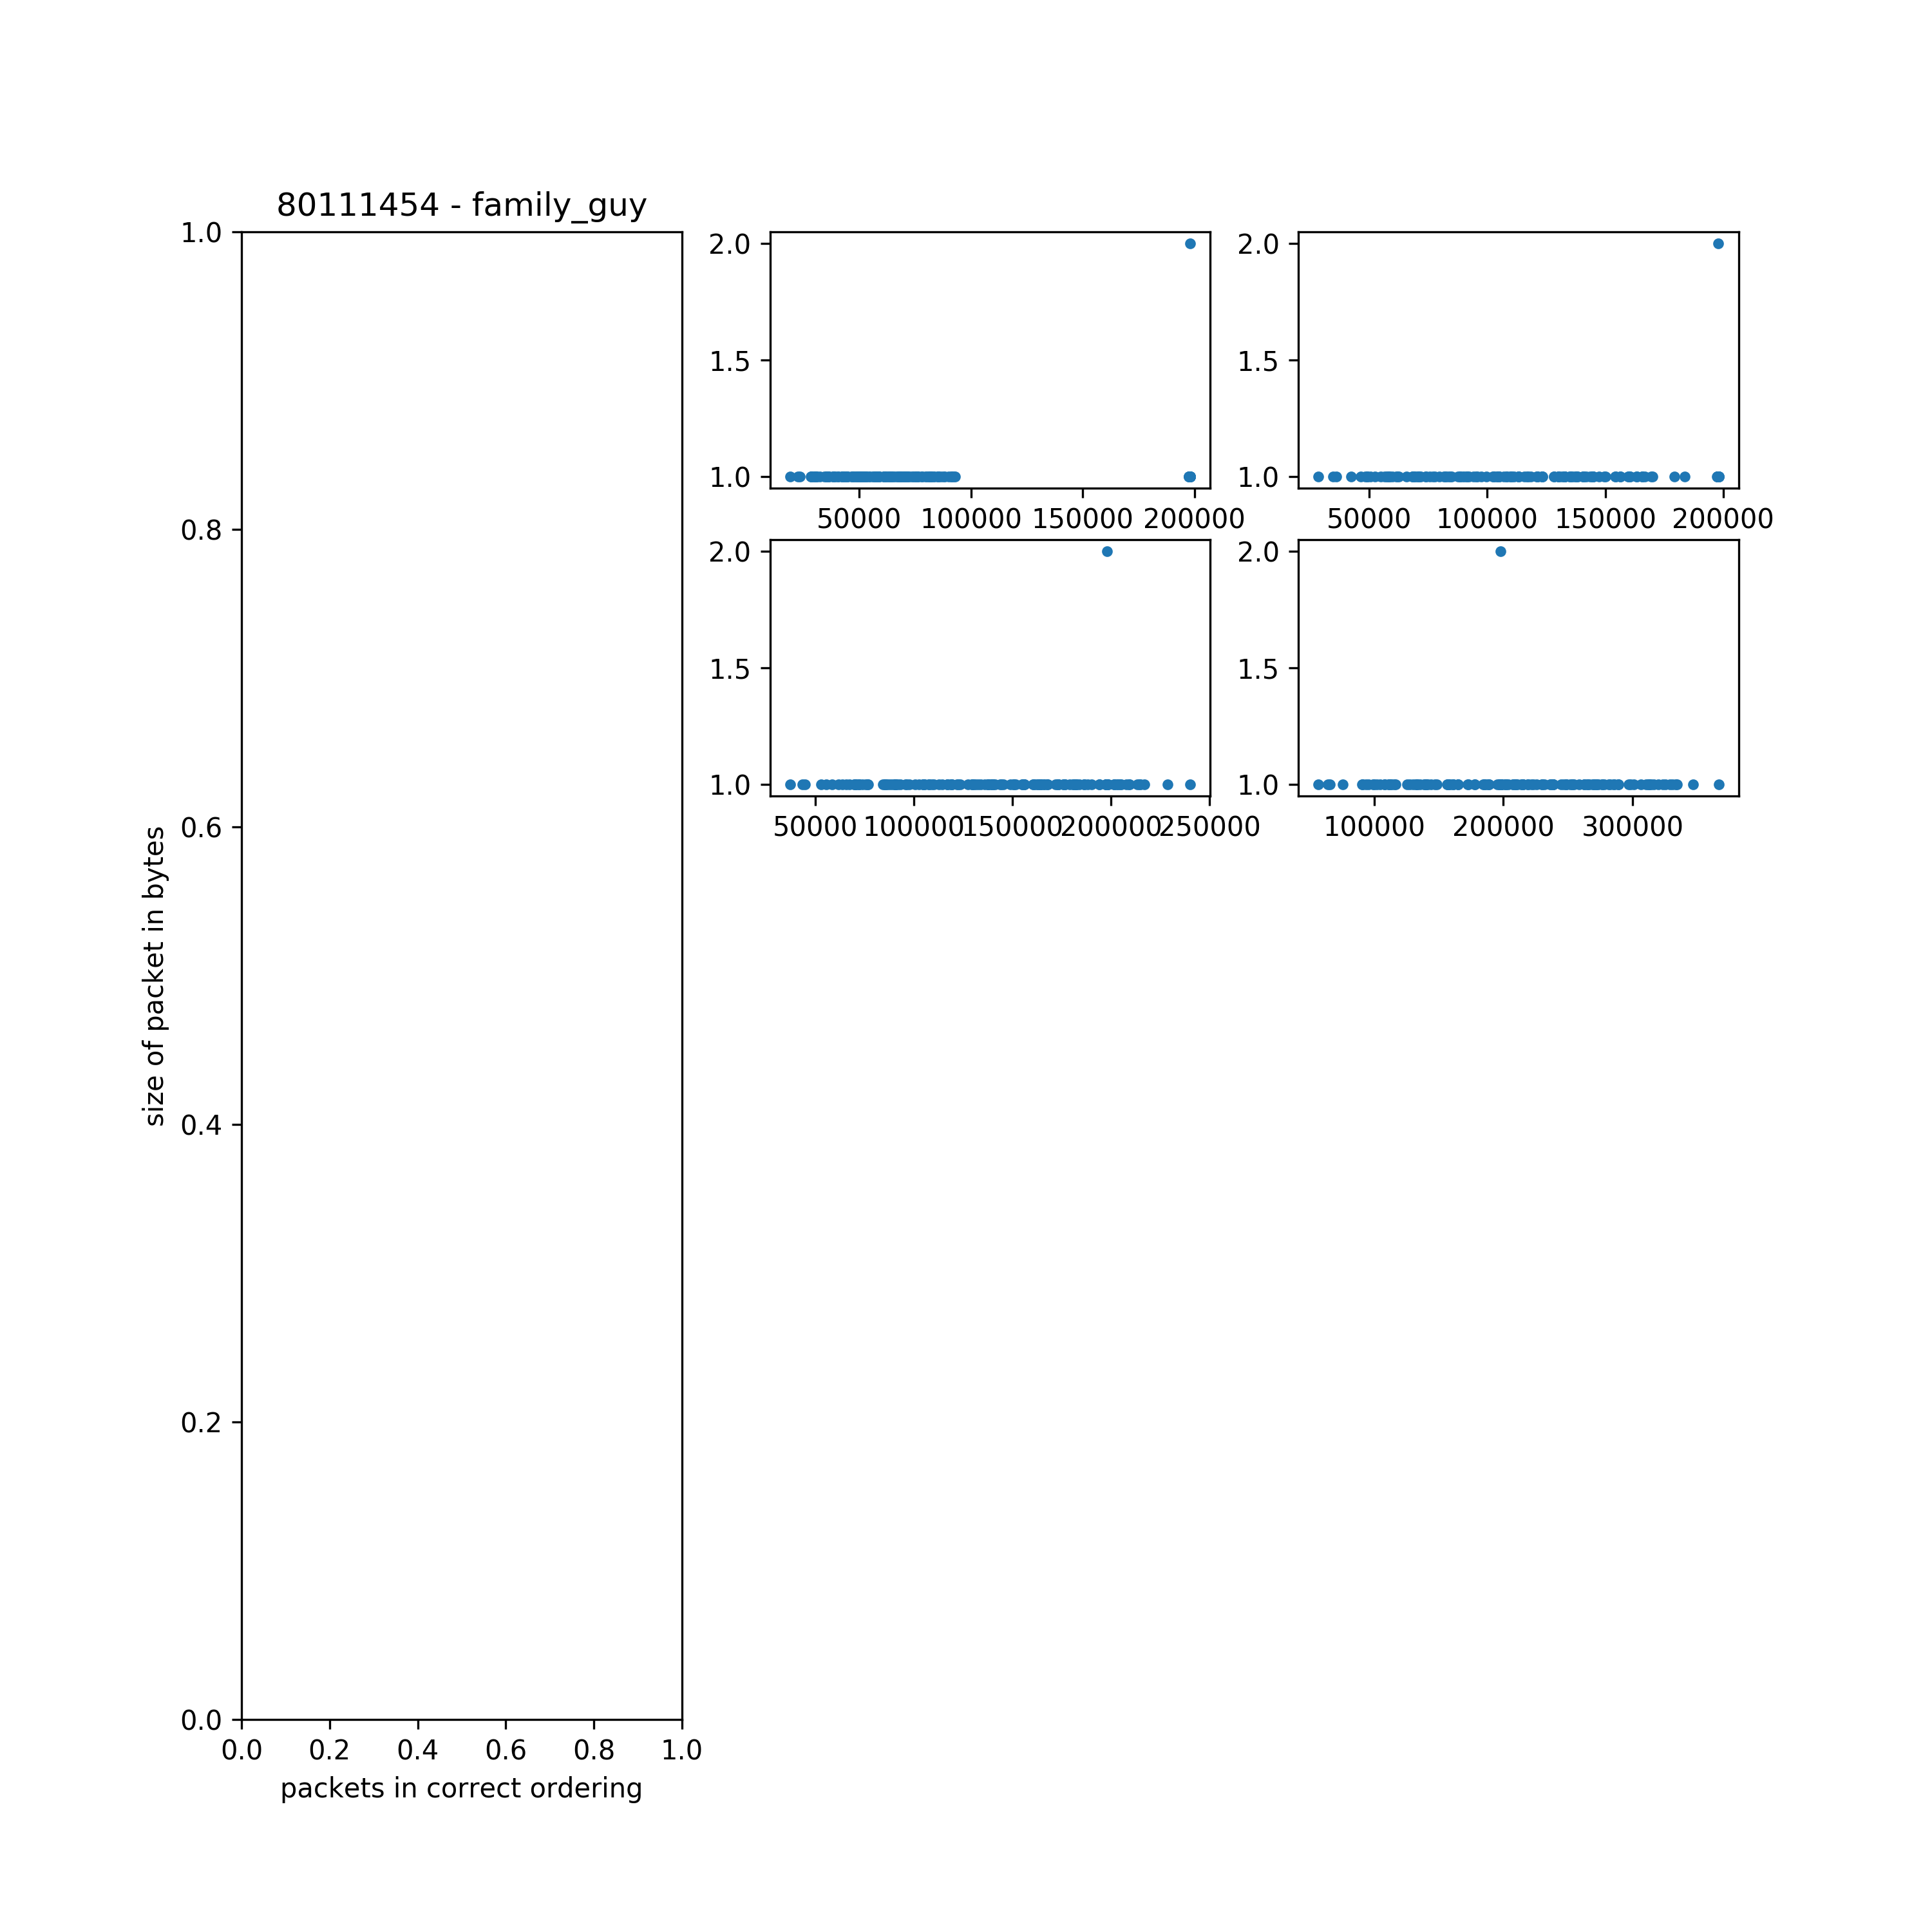 80111454 - family_guy
1.0
0.8
0.6
0.4
0.2
0.0
size of packet in bytes
0.0 0.2 0.4 0.6 0.8 1.0
packets in correct ordering
2.0
1.5
1.0
50000 100000 150000 200000
2.0
1.5
1.0
50000 100000 150000 200000
2.0
1.5
1.0
50000 100000 150000 200000 250000
2.0
1.5
1.0
100000 200000 300000